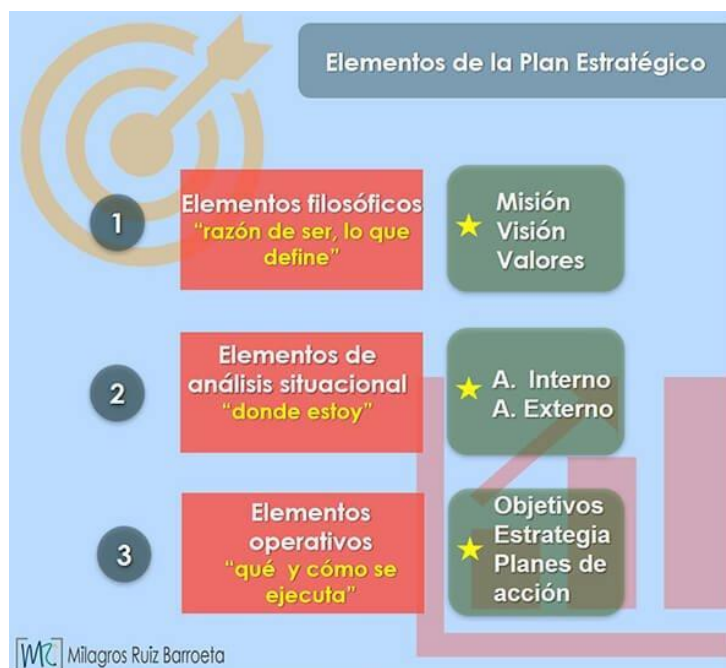 Elementos de la Plan Estratégico
1
Elementos filosóficos
“razón de ser, lo que
define”
Misión
Visión
Valores
2
Elementos de
análisis situacional
“donde estoy”
A. Interno
A. Externo
3
Elementos
operativos
“qué y cómo se
ejecuta”
Objetivos
Estrategia
Planes de
acción
Milagros Ruiz Barroeta